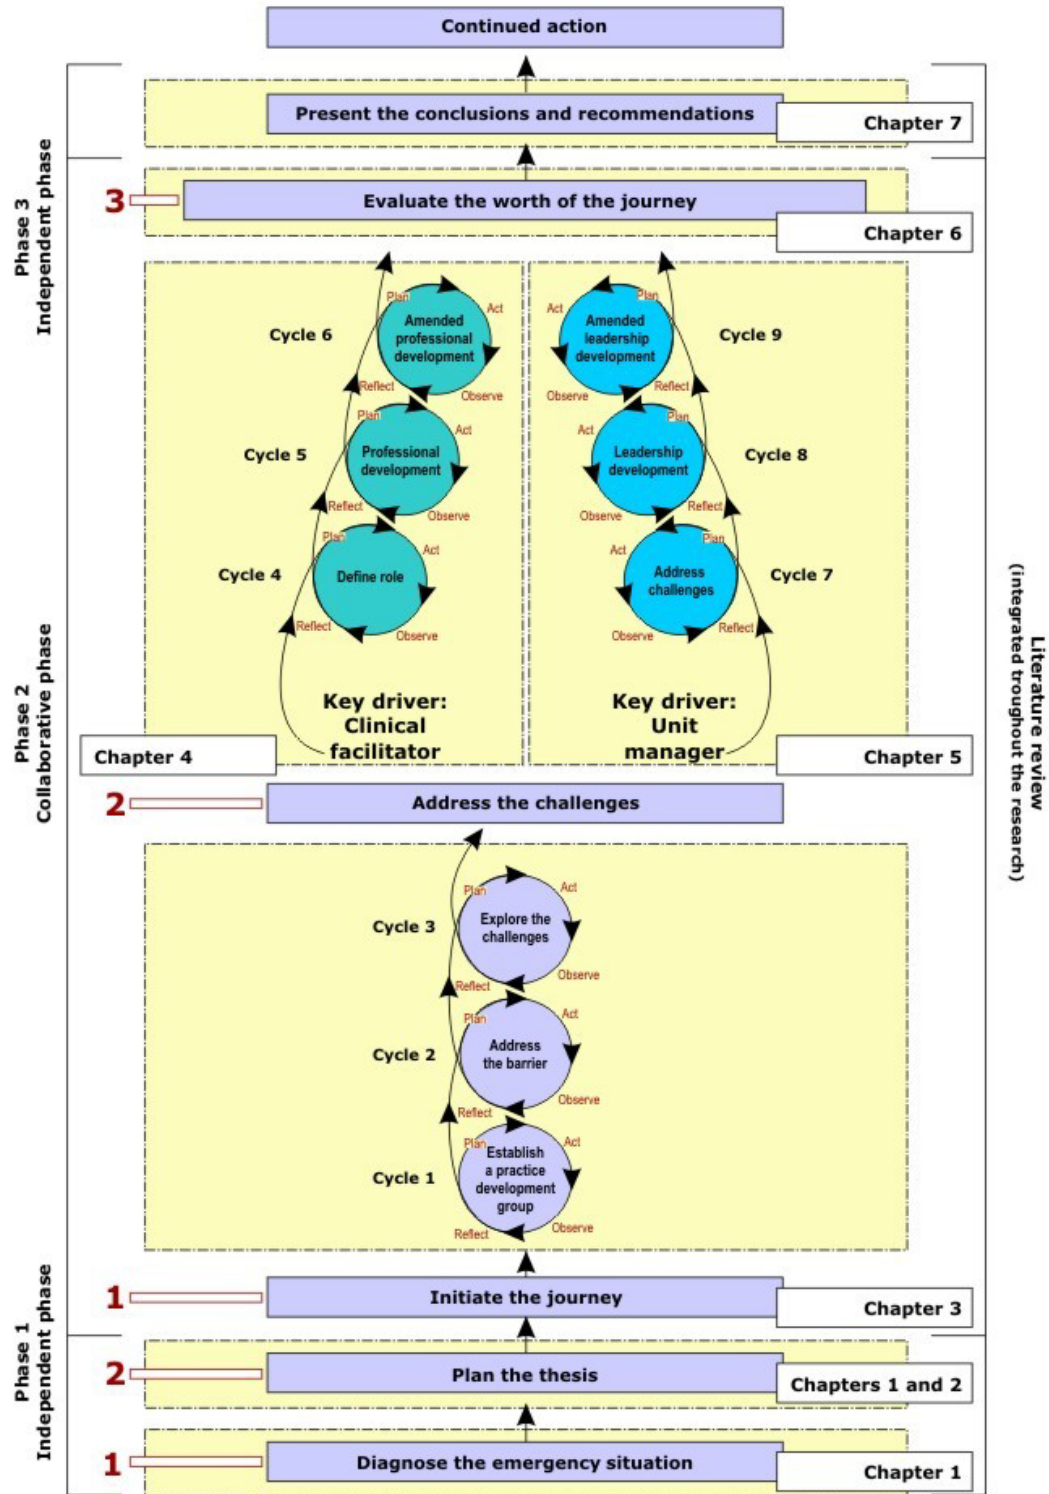 Continued action
Present the conclusions and recommendations
Chapter 7
Phase 3
Independent phase
3
Evaluate the worth of the journey
Chapter 6
Plan
Act
Cycle 6
Amended
professional
development
Reflect
Observe
Plan
Act
Cycle 5
Professional
development
Reflect
Observe
Plan
Act
Cycle 4
Define role
Reflect
Observe
Key driver:
Clinical
facilitator
Chapter 4
Act
Plan
Amended
leadership
development
Cycle 9
Observe
Reflect
Act
Plan
Leadership
development
Cycle 8
Observe
Reflect
Act
Plan
Address
challenges
Cycle 7
Observe
Reflect
Key driver:
Unit
manager
Chapter 5
Phase 2
Collaborative phase
2
Address the challenges
Plan
Act
Cycle 3
Explore the
challenges
Reflect
Observe
Plan
Act
Cycle 2
Address
the barrier
Reflect
Observe
Plan
Act
Cycle 1
Establish
a practice
development
group
Reflect
Observe
1
Initiate the journey
Chapter 3
Phase 1
Independent phase
2
Plan the thesis
Chapters 1 and 2
1
Diagnose the emergency situation
Chapter 1
Literature review
(integrated troughout the research)